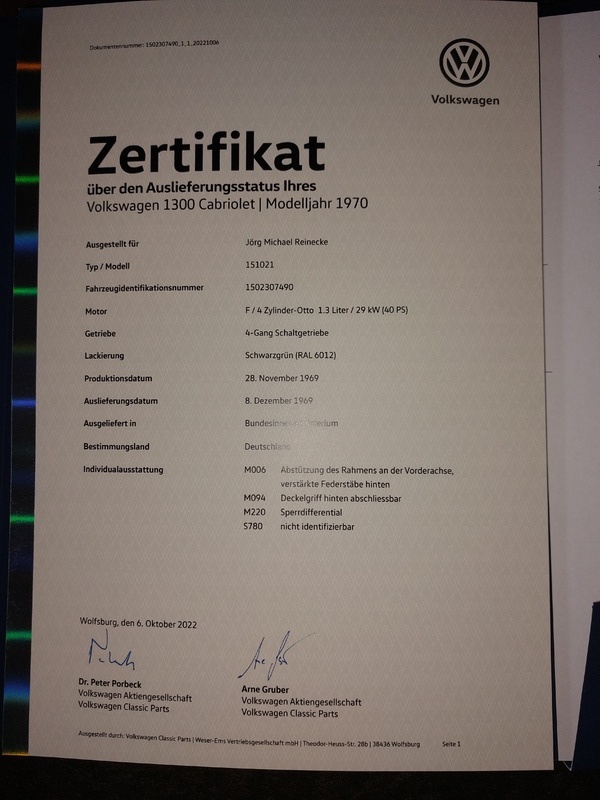 Dokumentennummer: 1502307490_1_1_20221006
Volkswagen
Zertifikat
über den Auslieferungsstatus Ihres
Volkswagen 1300 Cabriolet | Modelljahr 1970
Ausgestellt für Jörg Michael Reinecke
Typ / Modell 151021
Fahrzeugidentifikationsnummer 1502307490
Motor F / 4 Zylinder-Otto 1.3 Liter / 29 kW (40 PS)
Getriebe 4-Gang Schaltgetriebe
Lackierung Schwarzgrün (RAL 6012)
Produktionsdatum 28. November 1969
Auslieferungsdatum 8. Dezember 1969
Ausgeliefert in
Bestimmungsland Deutschland
Individualausstattung M006 Abstützung des Rahmens an der Vorderachse,
verstärkte Federstäbe hinten
M094 Deckelgriff hinten abschliessbar
M220 Sperrdifferential
S780 nicht identifizierbar
Wolfsburg, den 6. Oktober 2022
Dr. Peter Porbeck
Volkswagen Aktiengesellschaft
Volkswagen Classic Parts
Arne Gruber
Volkswagen Aktiengesellschaft
Volkswagen Classic Parts
Ausgestellt durch: Volkswagen Classic Parts | Weser-Ems Vertriebsgesellschaft mbH | Theodor-Heuss-Str. 28b | 38436 Wolfsburg Seite 1